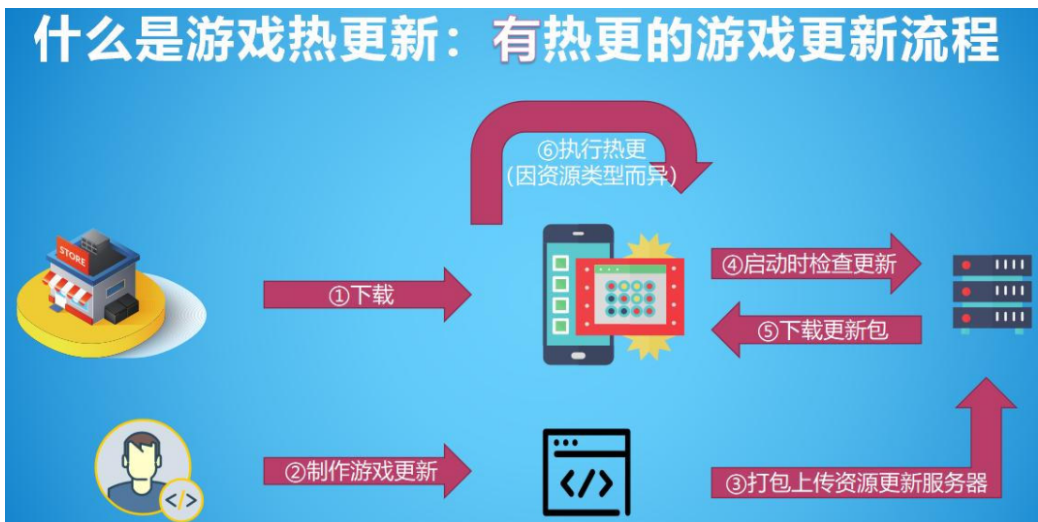 什么是游戏热更新：有热更的游戏更新流程
⑥执行热更
(因资源类型而异)
STORE
①下载
④启动时检查更新
⑤下载更新包
②制作游戏更新
</>
③打包上传资源更新服务器
</>